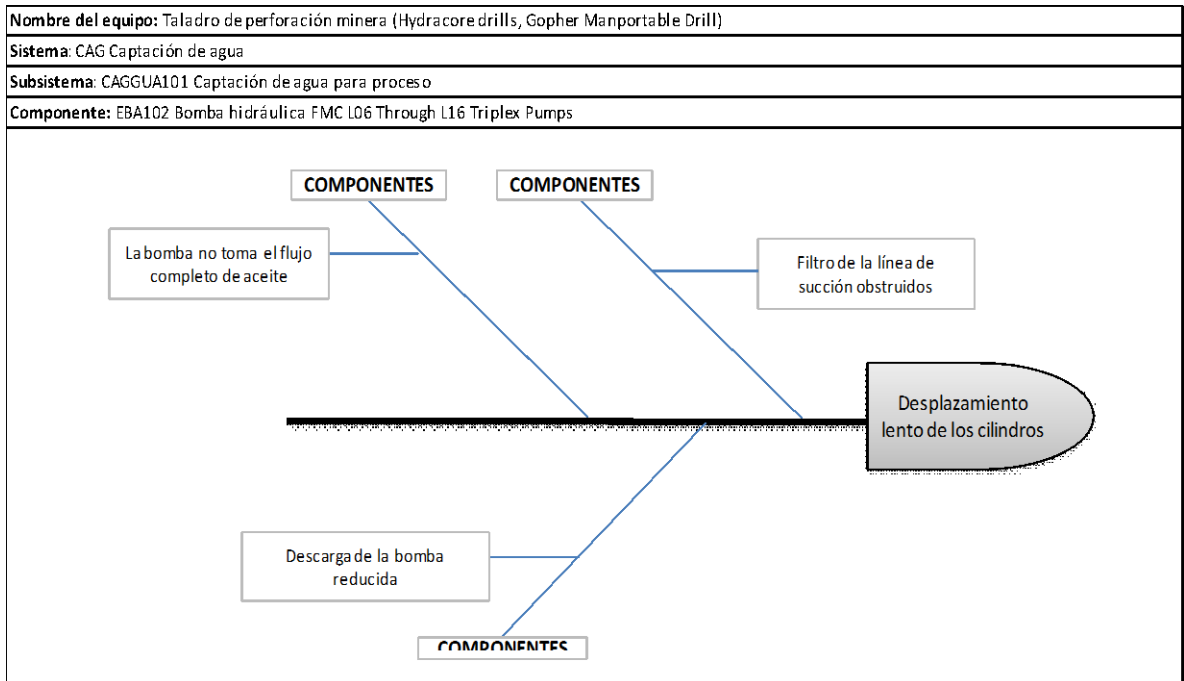 Nombre del equipo: Taladro de perforación minera (Hydracore drills, Gopher Manportable Drill)
Sistema: CAG Captación de agua
Subsistema: CAGGUA101 Captación de agua para proceso
Componente: EBA102 Bomba hidráulica FMC L06 Through L16 Triplex Pumps
COMPONENTES
COMPONENTES
La bomba no toma el flujo
completo de aceite
Filtro de la línea de
succión obstruidos
Desplazamiento
lento de los cilindros
Descarga de la bomba
reducida
COMPONENTES